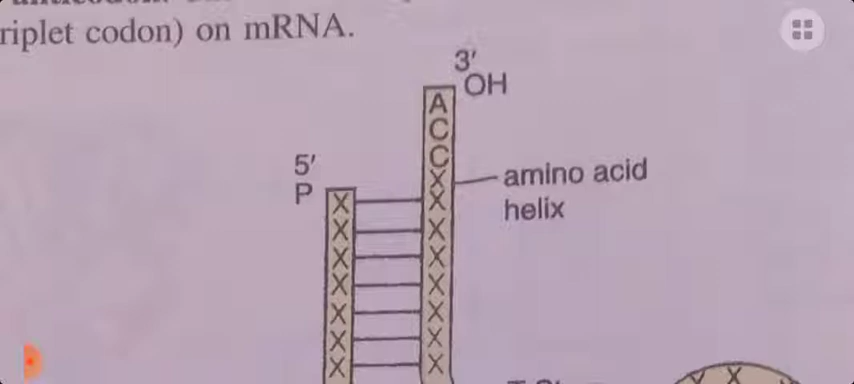 riplet codon) on mRNA.
3′
OH
A
C
C
X
5′
P
X X
amino acid
helix
X X
X X
X X
X X
X X
X X
X